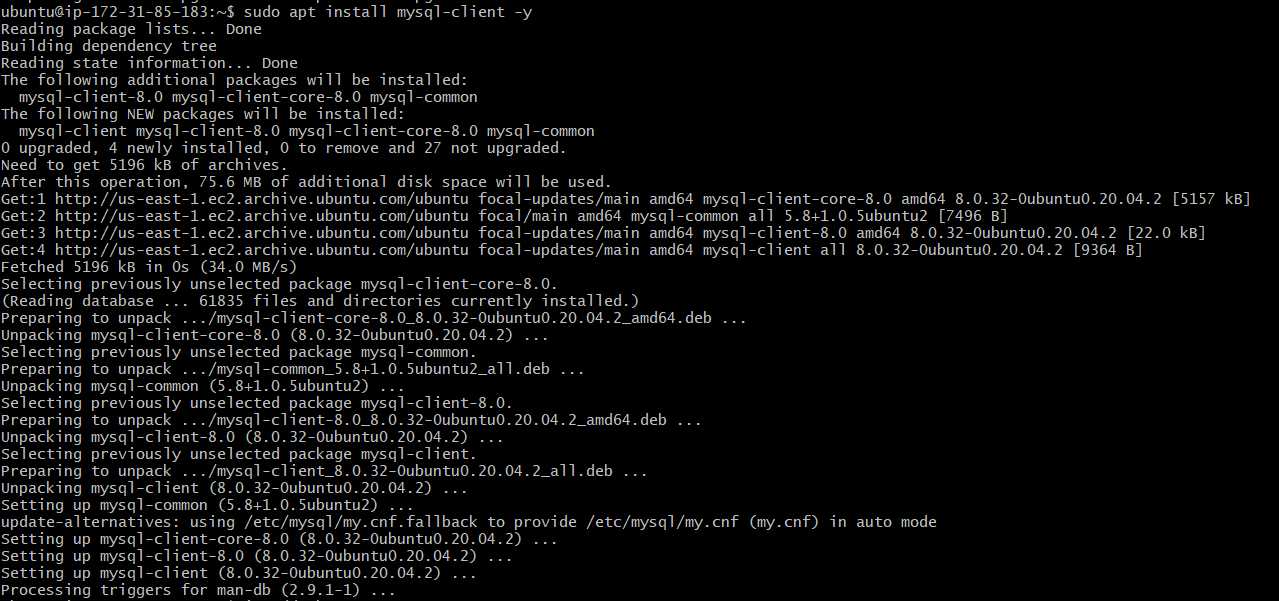 ubuntu@ip-172-31-85-183:~$ sudo apt install mysql-client -y
Reading package lists... Done
Building dependency tree
Reading state information... Done
The following additional packages will be installed:
  mysql-client-8.0 mysql-client-core-8.0 mysql-common
The following NEW packages will be installed:
  mysql-client mysql-client-8.0 mysql-client-core-8.0 mysql-common
0 upgraded, 4 newly installed, 0 to remove and 27 not upgraded.
Need to get 5196 kB of archives.
After this operation, 75.6 MB of additional disk space will be used.
Get:1 http://us-east-1.ec2.archive.ubuntu.com/ubuntu focal-updates/main amd64 mysql-client-core-8.0 amd64 8.0.32-0ubuntu0.20.04.2 [5157 kB]
Get:2 http://us-east-1.ec2.archive.ubuntu.com/ubuntu focal/main amd64 mysql-common all 5.8+1.0.5ubuntu2 [7496 B]
Get:3 http://us-east-1.ec2.archive.ubuntu.com/ubuntu focal-updates/main amd64 mysql-client-8.0 amd64 8.0.32-0ubuntu0.20.04.2 [22.0 kB]
Get:4 http://us-east-1.ec2.archive.ubuntu.com/ubuntu focal-updates/main amd64 mysql-client all 8.0.32-0ubuntu0.20.04.2 [9364 B]
Fetched 5196 kB in 0s (34.0 MB/s)
Selecting previously unselected package mysql-client-core-8.0.
(Reading database ... 61835 files and directories currently installed.)
Preparing to unpack .../mysql-client-core-8.0_8.0.32-0ubuntu0.20.04.2_amd64.deb ...
Unpacking mysql-client-core-8.0 (8.0.32-0ubuntu0.20.04.2) ...
Selecting previously unselected package mysql-common.
Preparing to unpack .../mysql-common_5.8+1.0.5ubuntu2_all.deb ...
Unpacking mysql-common (5.8+1.0.5ubuntu2) ...
Selecting previously unselected package mysql-client-8.0.
Preparing to unpack .../mysql-client-8.0_8.0.32-0ubuntu0.20.04.2_amd64.deb ...
Unpacking mysql-client-8.0 (8.0.32-0ubuntu0.20.04.2) ...
Selecting previously unselected package mysql-client.
Preparing to unpack .../mysql-client_8.0.32-0ubuntu0.20.04.2_all.deb ...
Unpacking mysql-client (8.0.32-0ubuntu0.20.04.2) ...
Setting up mysql-common (5.8+1.0.5ubuntu2) ...
update-alternatives: using /etc/mysql/my.cnf.fallback to provide /etc/mysql/my.cnf (my.cnf) in auto mode
Setting up mysql-client-core-8.0 (8.0.32-0ubuntu0.20.04.2) ...
Setting up mysql-client-8.0 (8.0.32-0ubuntu0.20.04.2) ...
Setting up mysql-client (8.0.32-0ubuntu0.20.04.2) ...
Processing triggers for man-db (2.9.1-1) ...